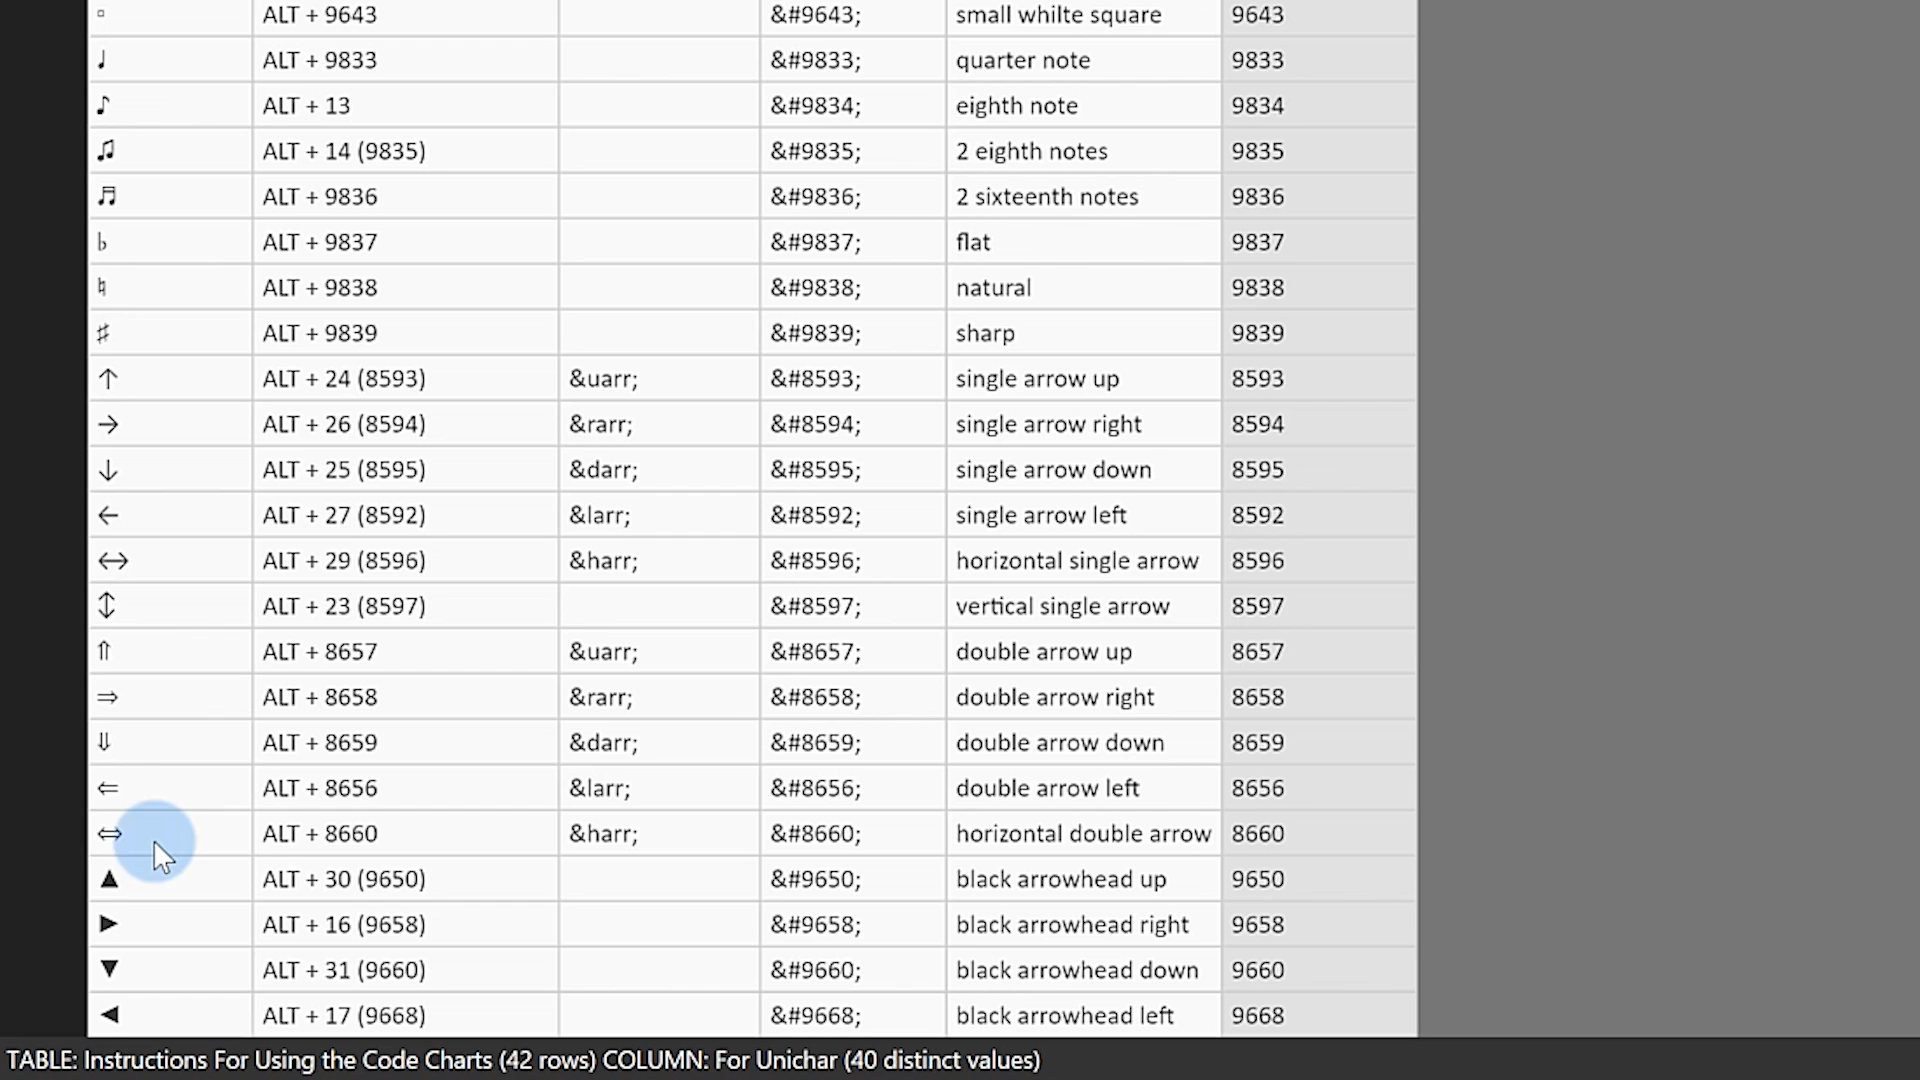 ▫ ALT + 9643 &#9643; small whilte square 9643
♩ ALT + 9833 &#9833; quarter note 9833
♪ ALT + 13 &#9834; eighth note 9834
♫ ALT + 14 (9835) &#9835; 2 eighth notes 9835
♬ ALT + 9836 &#9836; 2 sixteenth notes 9836
♭ ALT + 9837 &#9837; flat 9837
♮ ALT + 9838 &#9838; natural 9838
♯ ALT + 9839 &#9839; sharp 9839
↑ ALT + 24 (8593) &uarr; &#8593; single arrow up 8593
→ ALT + 26 (8594) &rarr; &#8594; single arrow right 8594
↓ ALT + 25 (8595) &darr; &#8595; single arrow down 8595
← ALT + 27 (8592) &larr; &#8592; single arrow left 8592
↔ ALT + 29 (8596) &harr; &#8596; horizontal single arrow 8596
↕ ALT + 23 (8597) &#8597; vertical single arrow 8597
⇑ ALT + 8657 &uarr; &#8657; double arrow up 8657
⇒ ALT + 8658 &rarr; &#8658; double arrow right 8658
⇓ ALT + 8659 &darr; &#8659; double arrow down 8659
⇐ ALT + 8656 &larr; &#8656; double arrow left 8656
⇔ ALT + 8660 &harr; &#8660; horizontal double arrow 8660
▲ ALT + 30 (9650) &#9650; black arrowhead up 9650
► ALT + 16 (9658) &#9658; black arrowhead right 9658
▼ ALT + 31 (9660) &#9660; black arrowhead down 9660
◄ ALT + 17 (9668) &#9668; black arrowhead left 9668
TABLE: Instructions For Using the Code Charts (42 rows) COLUMN: For Unichar (40 distinct values)